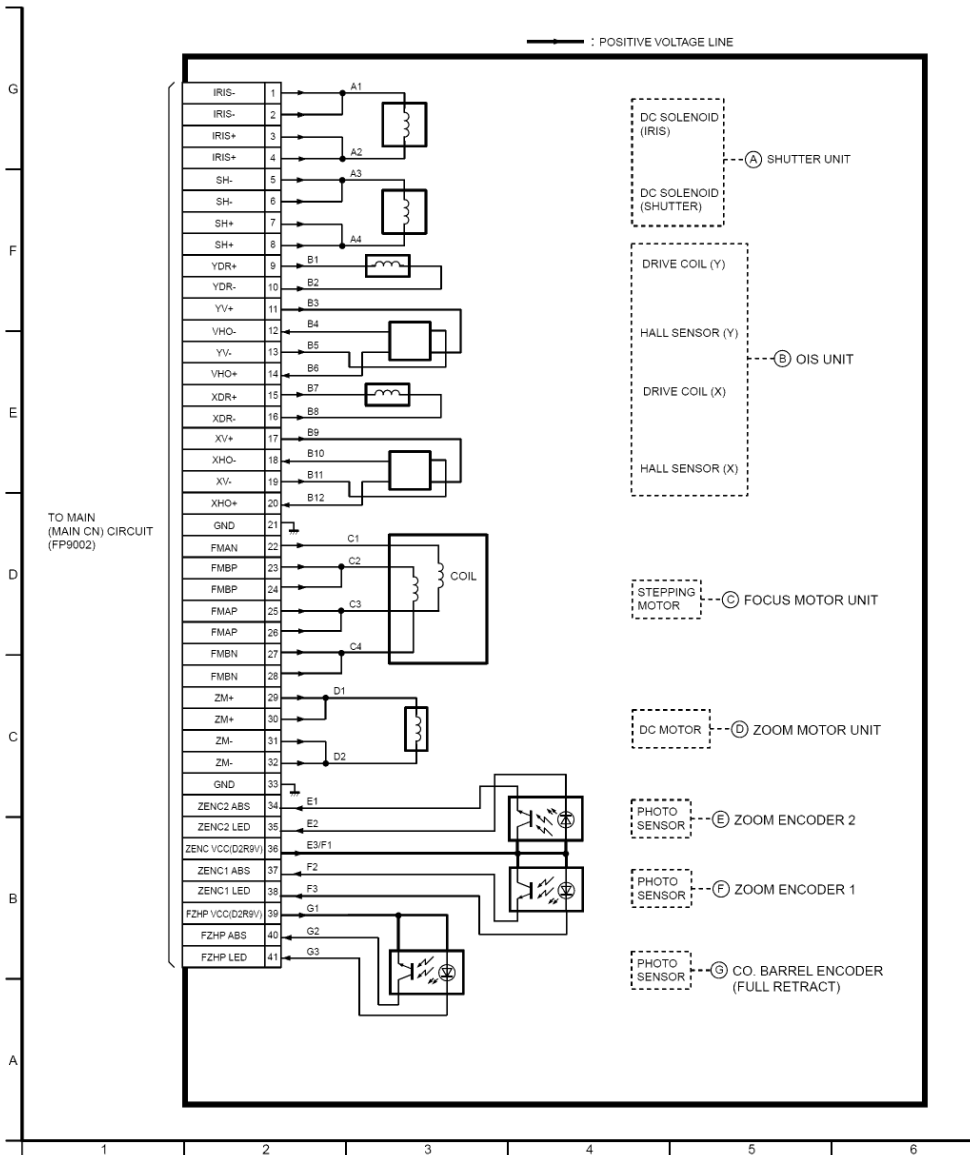 : POSITIVE VOLTAGE LINE
G
F
E
D
C
B
A
TO MAIN
(MAIN CN) CIRCUIT
(FP9002)
IRIS- 1 A1
IRIS- 2
IRIS+ 3
IRIS+ 4 A2
SH- 5 A3
SH- 6
SH+ 7
SH+ 8 A4
YDR+ 9 B1
YDR- 10 B2
YV+ 11 B3
VHO- 12 B4
YV- 13 B5
VHO+ 14 B6
XDR+ 15 B7
XDR- 16 B8
XV+ 17 B9
XHO- 18 B10
XV- 19 B11
XHO+ 20 B12
GND 21
FMAN 22 C1
FMBP 23 C2
FMBP 24
FMAP 25 C3
FMAP 26
FMBN 27 C4
FMBN 28
ZM+ 29 D1
ZM+ 30
ZM- 31
ZM- 32 D2
GND 33
ZENC2 ABS 34 E1
ZENC2 LED 35 E2
ZENC VCC(D2R9V) 36 E3/F1
ZENC1 ABS 37 F2
ZENC1 LED 38 F3
FZHP VCC(D2R9V) 39 G1
FZHP ABS 40 G2
FZHP LED 41 G3
COIL
DC SOLENOID
(IRIS)
DC SOLENOID
(SHUTTER)
A SHUTTER UNIT
DRIVE COIL (Y)
HALL SENSOR (Y)
DRIVE COIL (X)
HALL SENSOR (X)
B OIS UNIT
STEPPING
MOTOR
C FOCUS MOTOR UNIT
DC MOTOR
D ZOOM MOTOR UNIT
PHOTO
SENSOR
E ZOOM ENCODER 2
PHOTO
SENSOR
F ZOOM ENCODER 1
PHOTO
SENSOR
G CO. BARREL ENCODER
(FULL RETRACT)
1 2 3 4 5 6